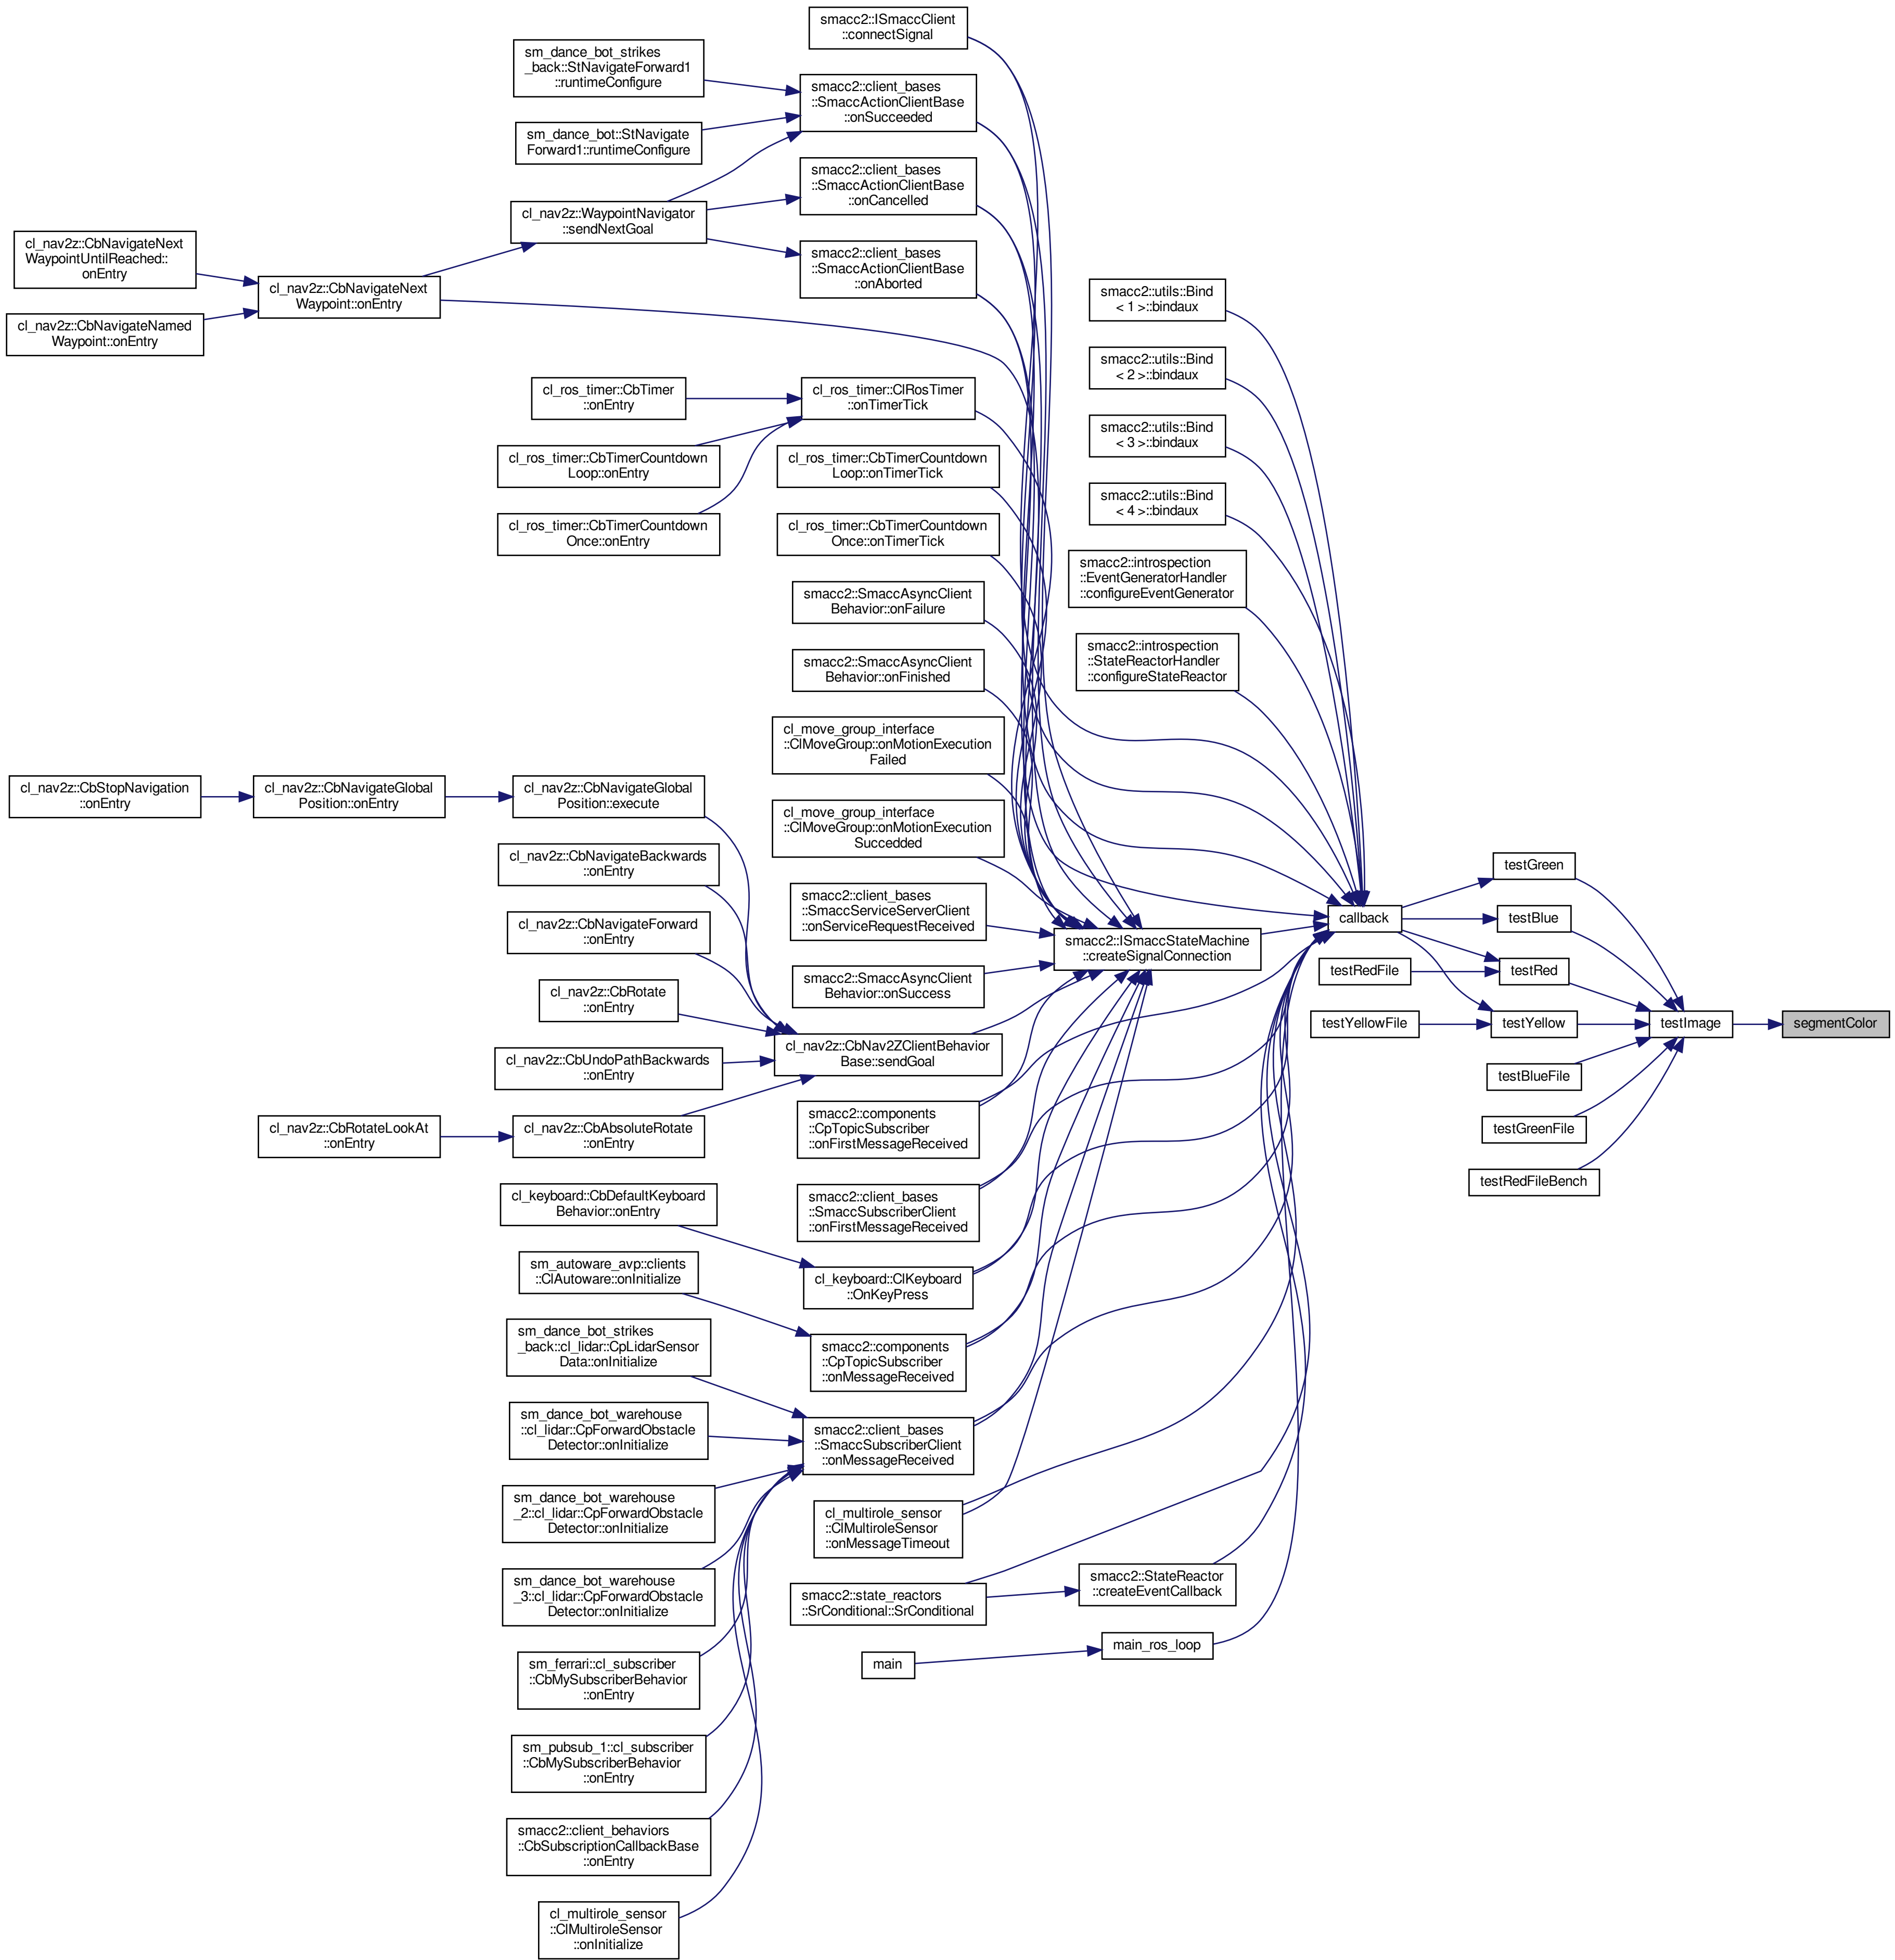 smacc2::ISmaccClient
::connectSignal
sm_dance_bot_strikes
_back::StNavigateForward1
::runtimeConfigure
smacc2::client_bases
::SmaccActionClientBase
::onSucceeded
sm_dance_bot::StNavigate
Forward1::runtimeConfigure
smacc2::client_bases
::SmaccActionClientBase
::onCancelled
cl_nav2z::WaypointNavigator
::sendNextGoal
cl_nav2z::CbNavigateNext
WaypointUntilReached::
onEntry
smacc2::client_bases
::SmaccActionClientBase
::onAborted
cl_nav2z::CbNavigateNext
Waypoint::onEntry
cl_nav2z::CbNavigateNamed
Waypoint::onEntry
smacc2::utils::Bind
< 1 >::bindaux
smacc2::utils::Bind
< 2 >::bindaux
cl_ros_timer::CbTimer
::onEntry
cl_ros_timer::ClRosTimer
::onTimerTick
smacc2::utils::Bind
< 3 >::bindaux
cl_ros_timer::CbTimerCountdown
Loop::onEntry
cl_ros_timer::CbTimerCountdown
Loop::onTimerTick
smacc2::utils::Bind
< 4 >::bindaux
cl_ros_timer::CbTimerCountdown
Once::onEntry
cl_ros_timer::CbTimerCountdown
Once::onTimerTick
smacc2::introspection
::EventGeneratorHandler
::configureEventGenerator
smacc2::SmaccAsyncClient
Behavior::onFailure
smacc2::introspection
::StateReactorHandler
::configureStateReactor
smacc2::SmaccAsyncClient
Behavior::onFinished
cl_move_group_interface
::ClMoveGroup::onMotionExecution
Failed
cl_nav2z::CbStopNavigation
::onEntry
cl_nav2z::CbNavigateGlobal
Position::onEntry
cl_nav2z::CbNavigateGlobal
Position::execute
cl_move_group_interface
::ClMoveGroup::onMotionExecution
Succedded
cl_nav2z::CbNavigateBackwards
::onEntry
testGreen
smacc2::client_bases
::SmaccServiceServerClient
::onServiceRequestReceived
callback
testBlue
cl_nav2z::CbNavigateForward
::onEntry
smacc2::ISmaccStateMachine
::createSignalConnection
testRedFile
testRed
smacc2::SmaccAsyncClient
Behavior::onSuccess
cl_nav2z::CbRotate
::onEntry
testYellowFile
testYellow
testImage
segmentColor
cl_nav2z::CbNav2ZClientBehavior
Base::sendGoal
cl_nav2z::CbUndoPathBackwards
::onEntry
testBlueFile
smacc2::components
::CpTopicSubscriber
::onFirstMessageReceived
cl_nav2z::CbRotateLookAt
::onEntry
cl_nav2z::CbAbsoluteRotate
::onEntry
testGreenFile
testRedFileBench
cl_keyboard::CbDefaultKeyboard
Behavior::onEntry
smacc2::client_bases
::SmaccSubscriberClient
::onFirstMessageReceived
sm_autoware_avp::clients
::ClAutoware::onInitialize
cl_keyboard::ClKeyboard
::OnKeyPress
sm_dance_bot_strikes
_back::cl_lidar::CpLidarSensor
Data::onInitialize
smacc2::components
::CpTopicSubscriber
::onMessageReceived
sm_dance_bot_warehouse
::cl_lidar::CpForwardObstacle
Detector::onInitialize
smacc2::client_bases
::SmaccSubscriberClient
::onMessageReceived
sm_dance_bot_warehouse
_2::cl_lidar::CpForwardObstacle
Detector::onInitialize
cl_multirole_sensor
::ClMultiroleSensor
::onMessageTimeout
sm_dance_bot_warehouse
_3::cl_lidar::CpForwardObstacle
Detector::onInitialize
smacc2::state_reactors
::SrConditional::SrConditional
smacc2::StateReactor
::createEventCallback
main
main_ros_loop
sm_ferrari::cl_subscriber
::CbMySubscriberBehavior
::onEntry
sm_pubsub_1::cl_subscriber
::CbMySubscriberBehavior
::onEntry
smacc2::client_behaviors
::CbSubscriptionCallbackBase
::onEntry
cl_multirole_sensor
::ClMultiroleSensor
::onInitialize